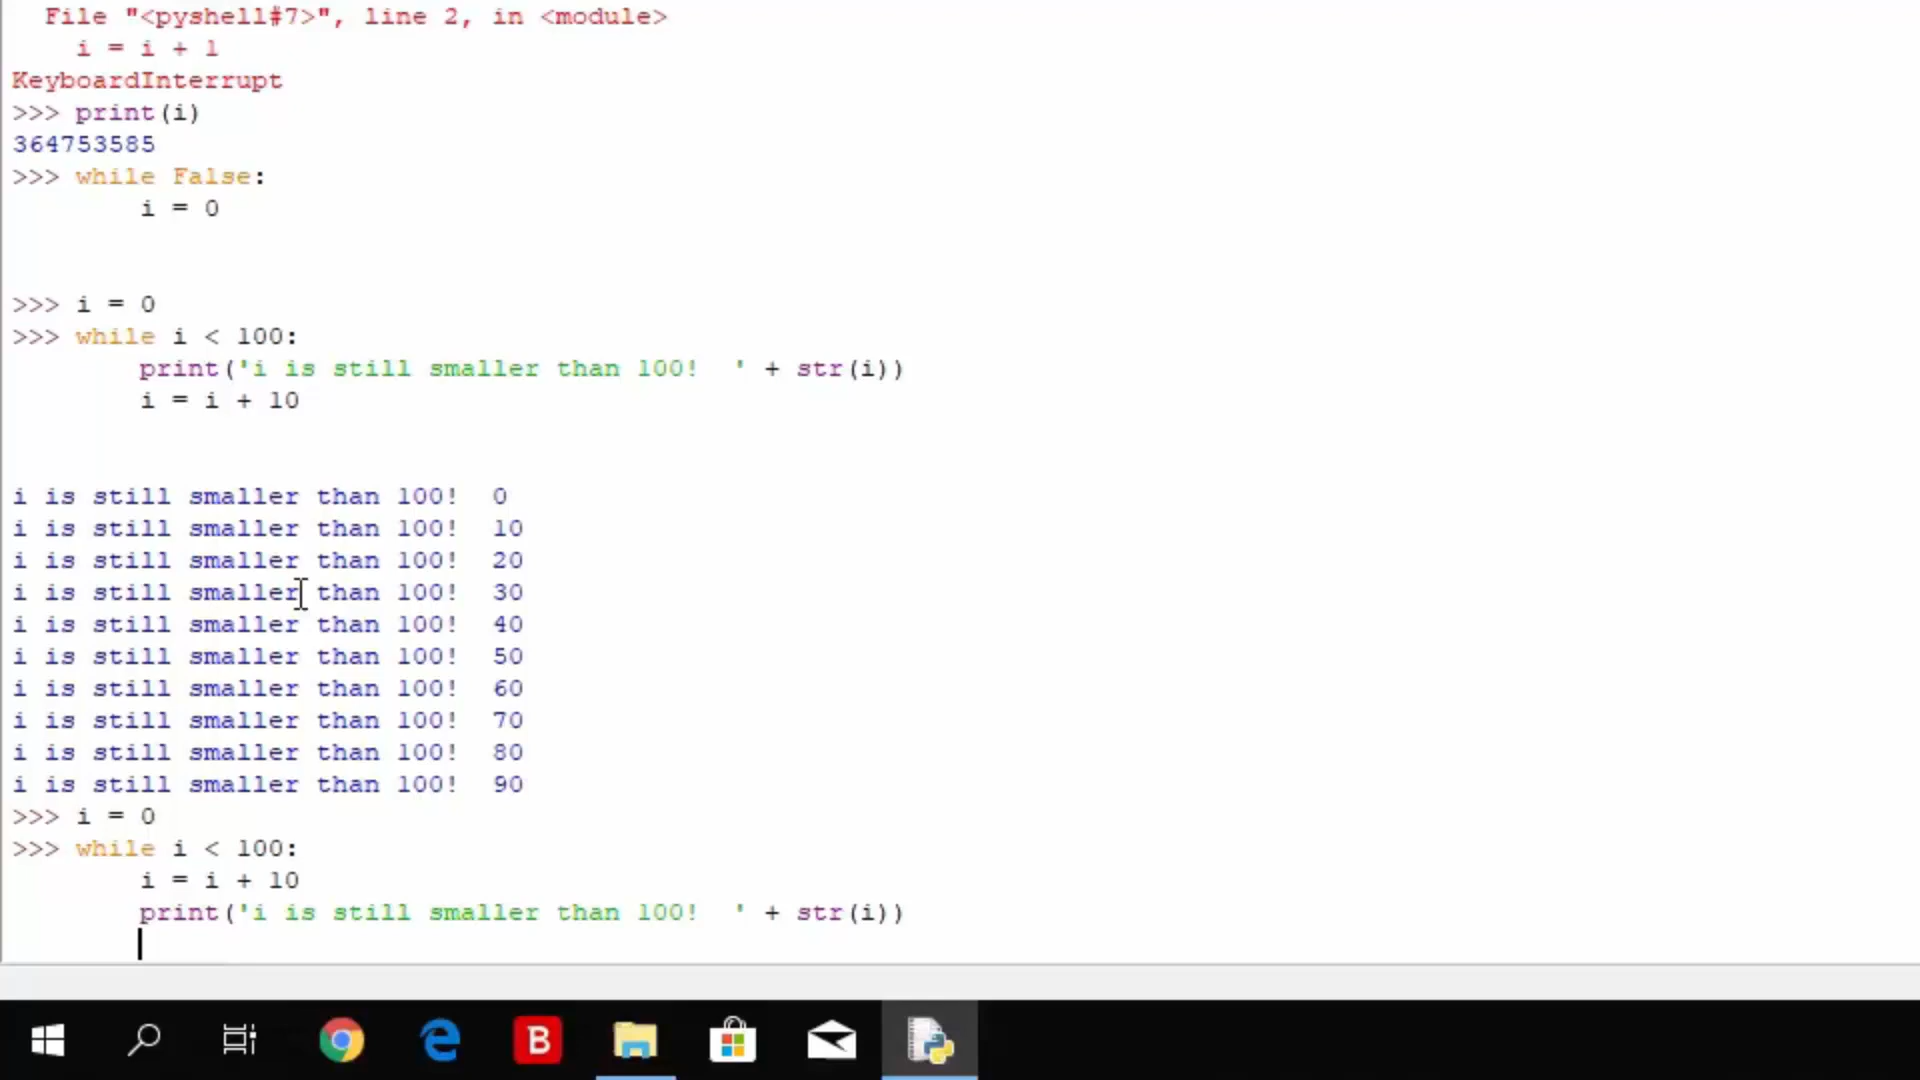 File "<pyshell#7>", line 2, in <module>
i = i + 1
KeyboardInterrupt
>>> print(i)
364753585
>>> while False:
i = 0
>>> i = 0
>>> while i < 100:
print('i is still smaller than 100!  ' + str(i))
i = i + 10
i is still smaller than 100!  0
i is still smaller than 100!  10
i is still smaller than 100!  20
i is still smaller than 100!  30
i is still smaller than 100!  40
i is still smaller than 100!  50
i is still smaller than 100!  60
i is still smaller than 100!  70
i is still smaller than 100!  80
i is still smaller than 100!  90
>>> i = 0
>>> while i < 100:
i = i + 10
print('i is still smaller than 100!  ' + str(i))
B